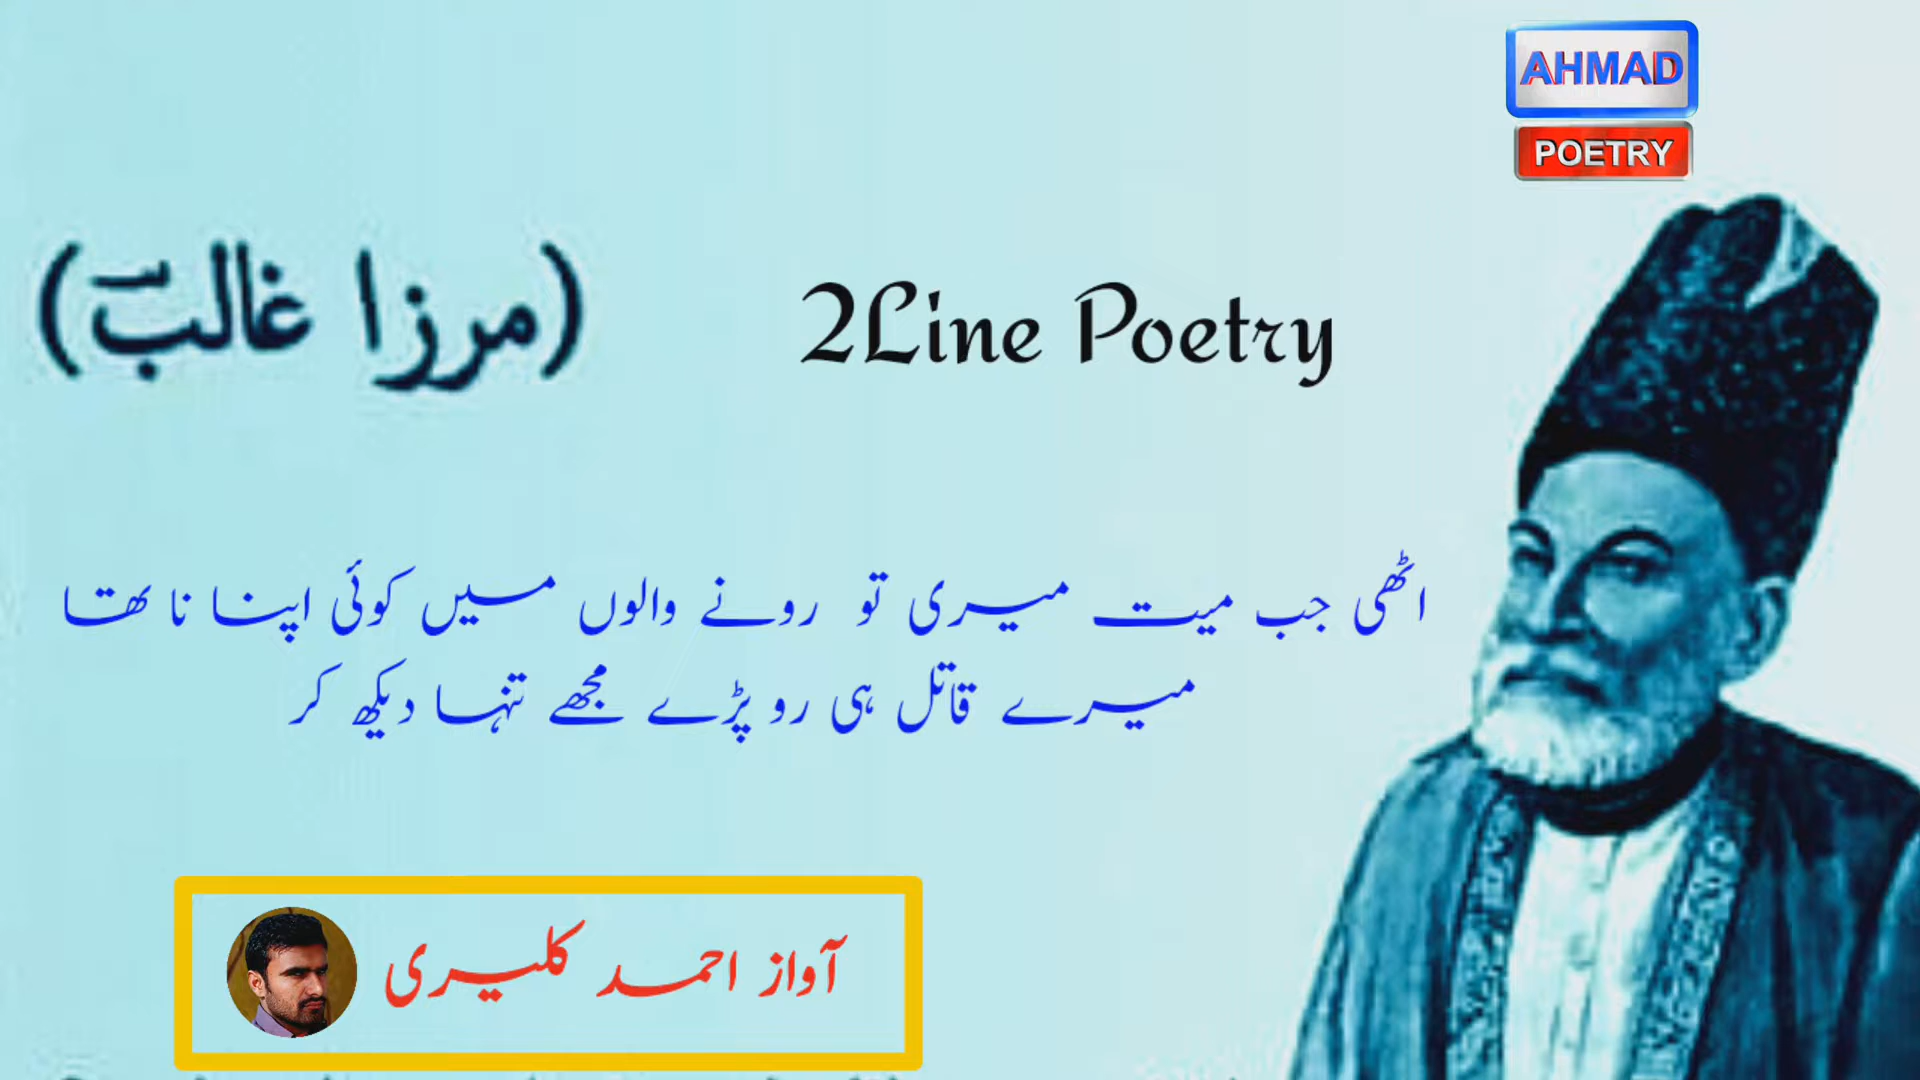 AHMAD
POETRY
(مرزا غالبؔ)
2Line Poetry
اٹھی جب میت میری تو رونے والوں میں کوئی اپنا نا تھا
میرے قاتل ہی رو پڑے مجھے تنہا دیکھ کر
آواز احمد کلیری